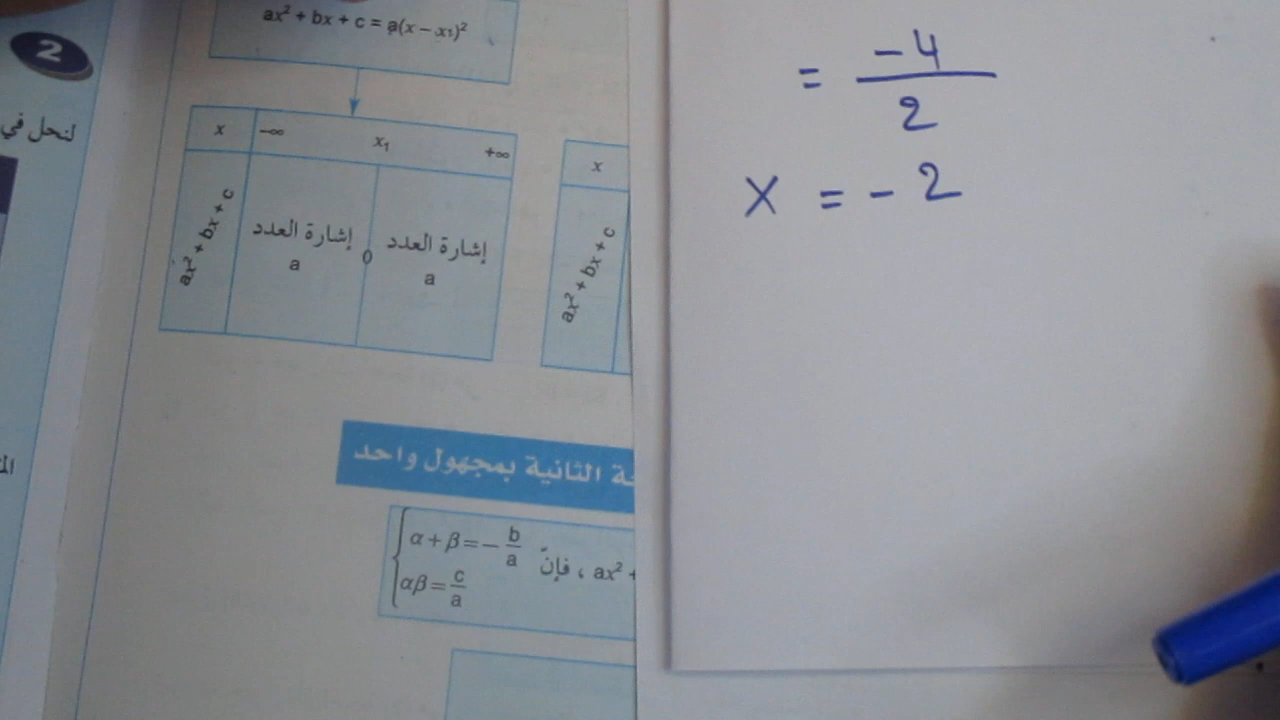 2
لنحل في
ax² + bx + c = a(x – x₁)²
x –∞ x₁ +∞
ax² + bx + c إشارة العدد a 0 إشارة العدد a
x
ax² + bx + c
الثانية بمجهول واحد
α + β = – b/a
αβ = c/a
، فإنّ ax² +
= -4/2
X = - 2